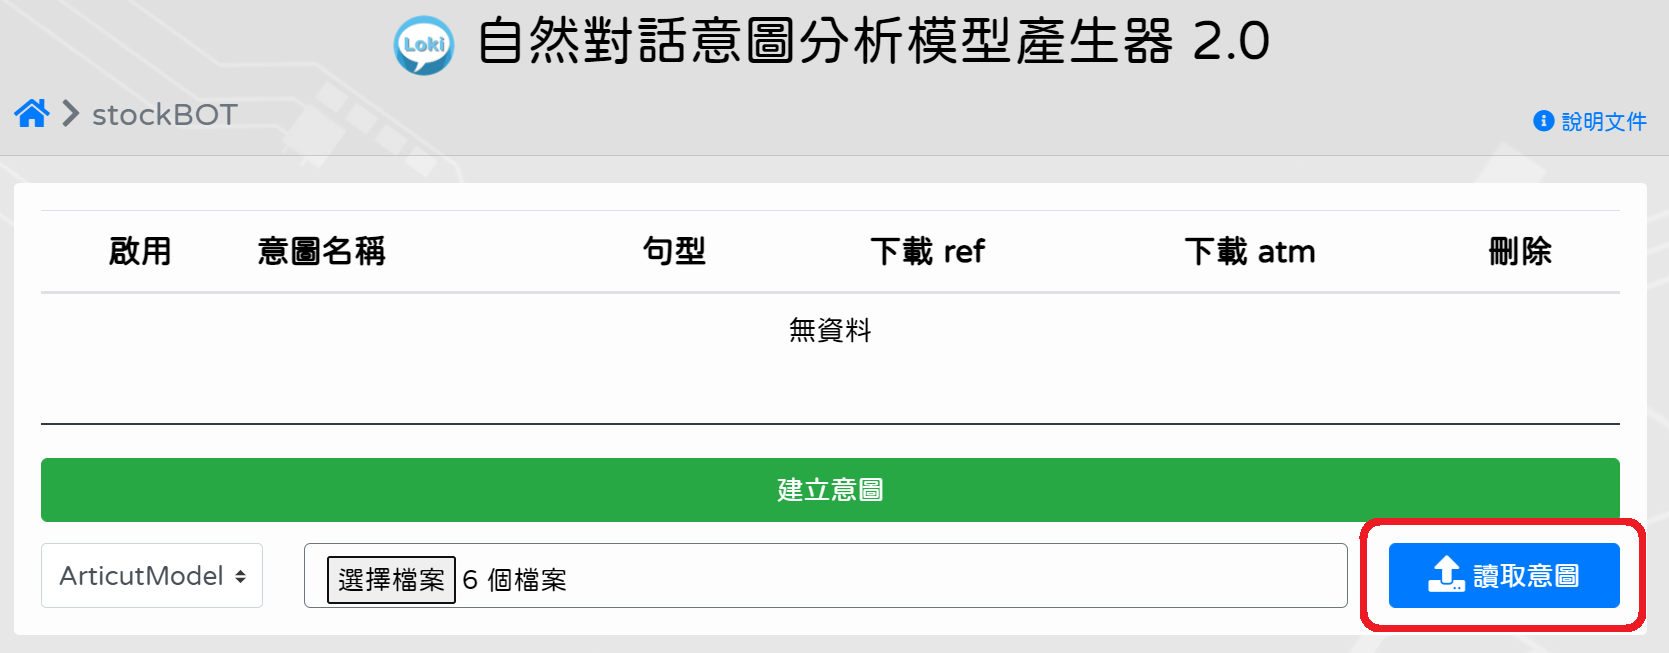 Loki 自然對話意圖分析模型產生器 2.0
stockBOT
說明文件
啟用 意圖名稱 句型 下載 ref 下載 atm 刪除
無資料
建立意圖
ArticutModel 選擇檔案 6 個檔案 讀取意圖